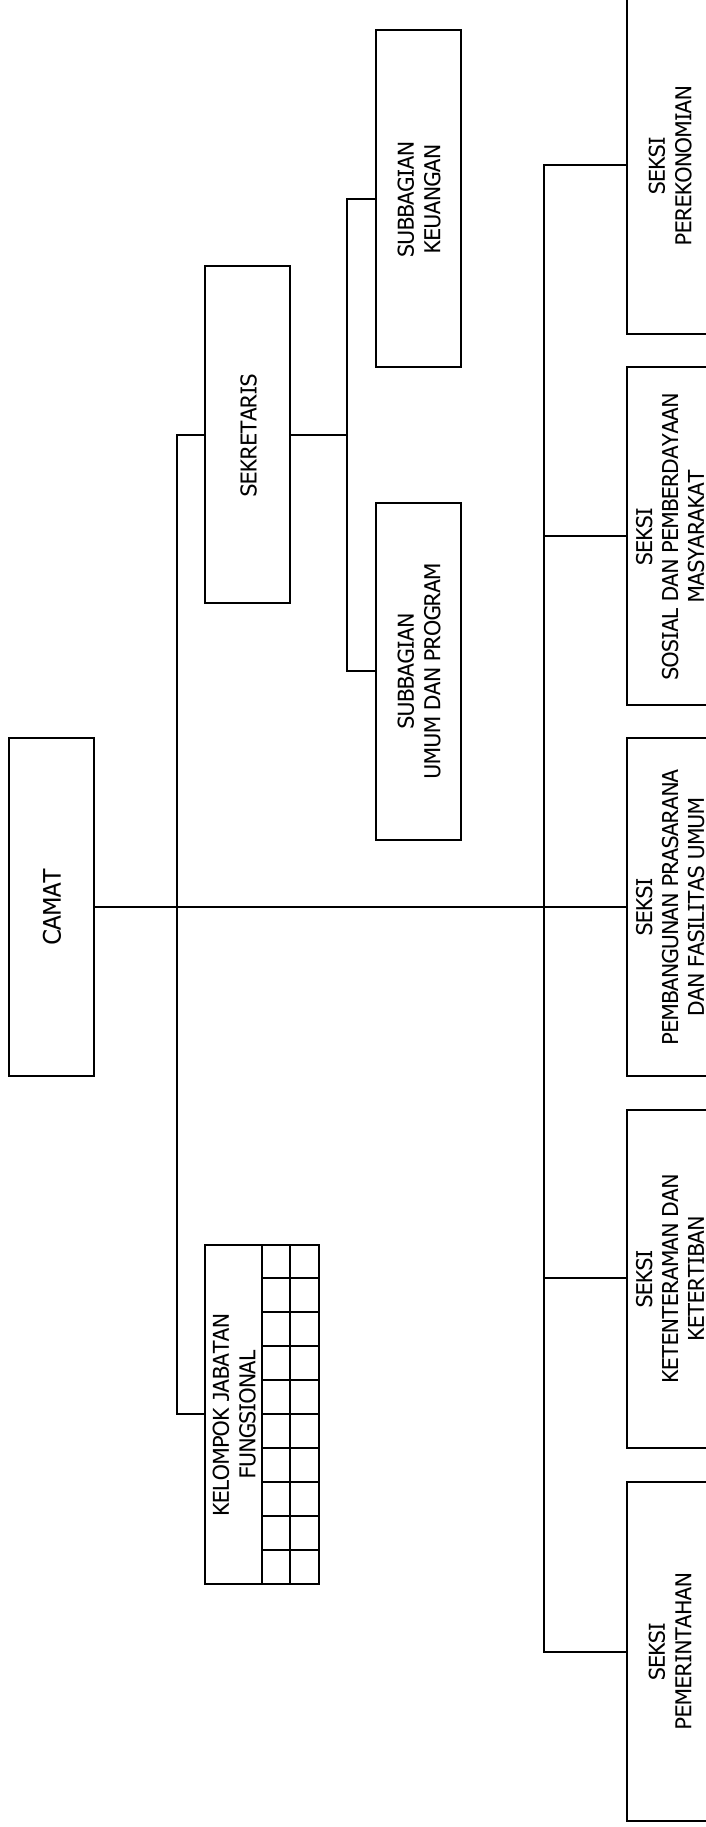 CAMAT
KELOMPOK JABATAN
FUNGSIONAL
SEKRETARIS
SUBBAGIAN
UMUM DAN PROGRAM
SUBBAGIAN
KEUANGAN
SEKSI
PEMERINTAHAN
SEKSI
KETENTERAMAN DAN
KETERTIBAN
SEKSI
PEMBANGUNAN PRASARANA
DAN FASILITAS UMUM
SEKSI
SOSIAL DAN PEMBERDAYAAN
MASYARAKAT
SEKSI
PEREKONOMIAN